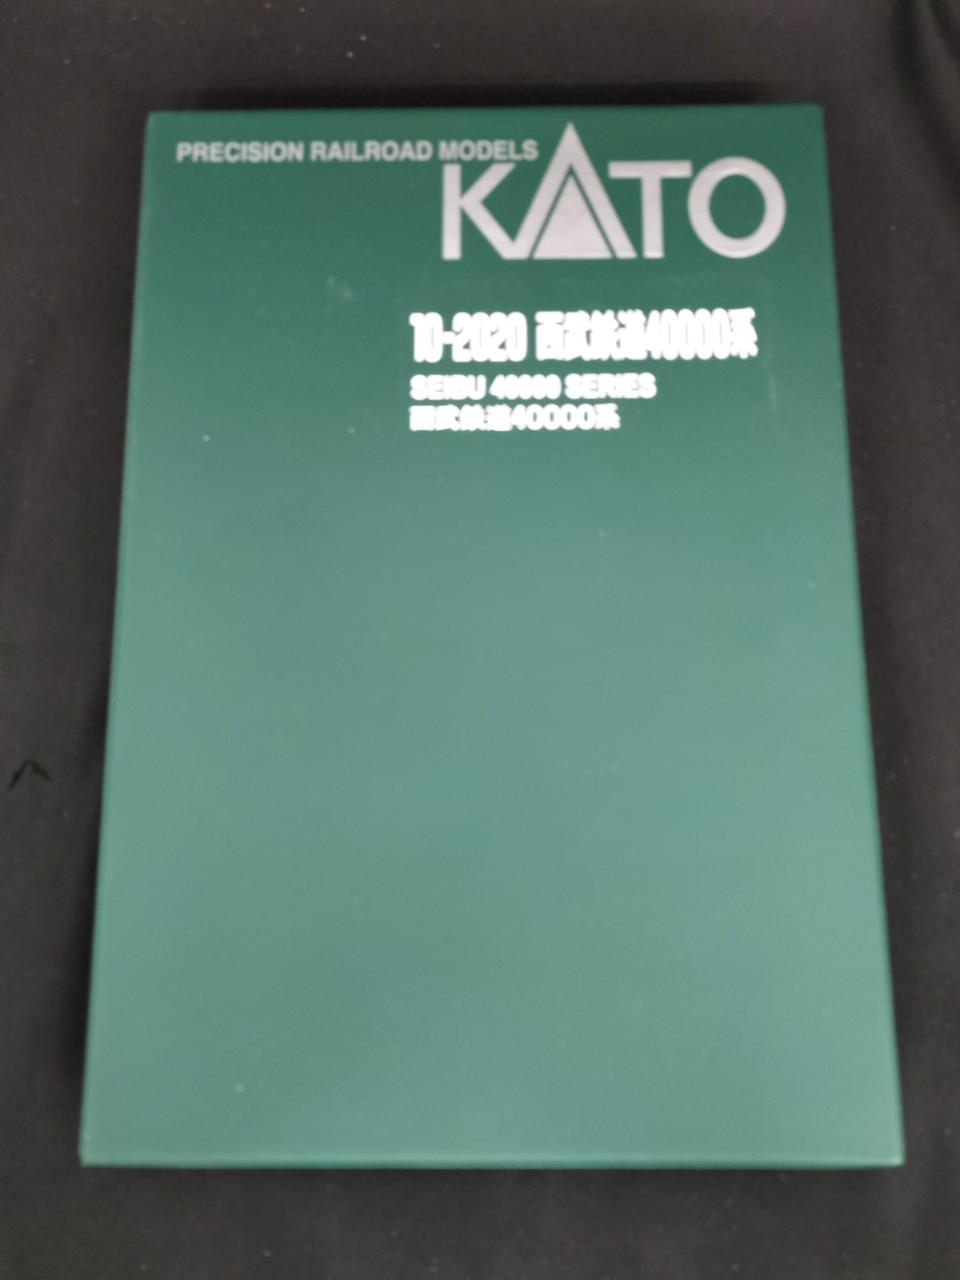 PRECISION RAILROAD MODELS
KATO
10-2020 西武鉄道40000系
SEIBU 40000 SERIES
西武鉄道40000系